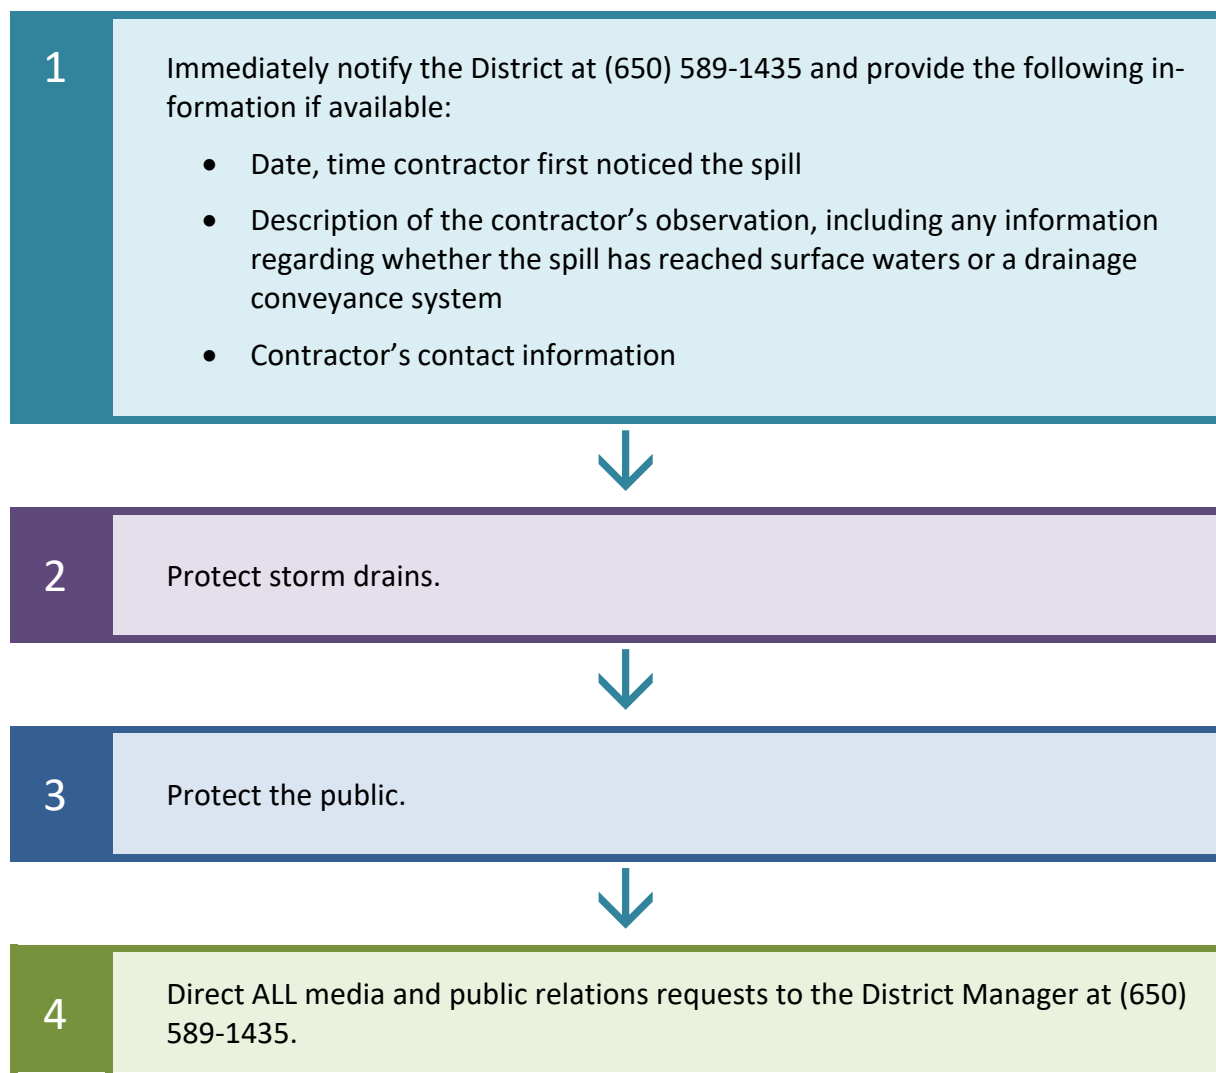 1
Immediately notify the District at (650) 589-1435 and provide the following in-
formation if available:
• Date, time contractor first noticed the spill
• Description of the contractor’s observation, including any information
regarding whether the spill has reached surface waters or a drainage
conveyance system
• Contractor’s contact information
2
Protect storm drains.
3
Protect the public.
4
Direct ALL media and public relations requests to the District Manager at (650)
589-1435.